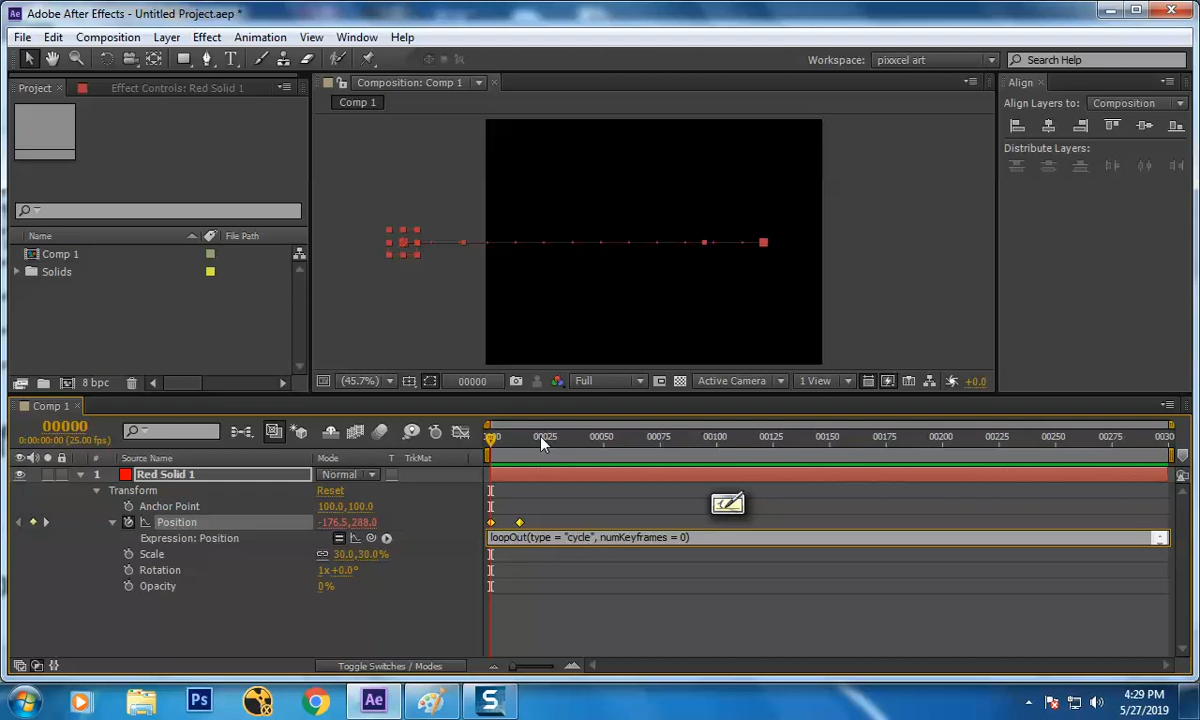 Ae Adobe After Effects - Untitled Project.aep *
File Edit Composition Layer Effect Animation View Window Help
T Workspace: pixxcel art Search Help
Project Effect Controls: Red Solid 1 Composition: Comp 1 Align
Comp 1 Align Layers to: Composition
Distribute Layers:
Name File Path
Comp 1
Solids
8 bpc (45.7%) 00000 Full Active Camera 1 View +0.0
Comp 1
00000
0:00:00:00 (25.00 fps)
00025 00050 00075 00100 00125 00150 00175 00200 00225 00250 00275 0030
Source Name Mode T TrkMat
1 Red Solid 1 Normal
Transform Reset
Anchor Point 100.0,100.0
Position -176.5,288.0
Expression: Position loopOut(type = "cycle", numKeyframes = 0)
Scale 30.0,30.0%
Rotation 1x+0.0°
Opacity 0%
Toggle Switches / Modes
Ps Ae S
4:29 PM
5/27/2019